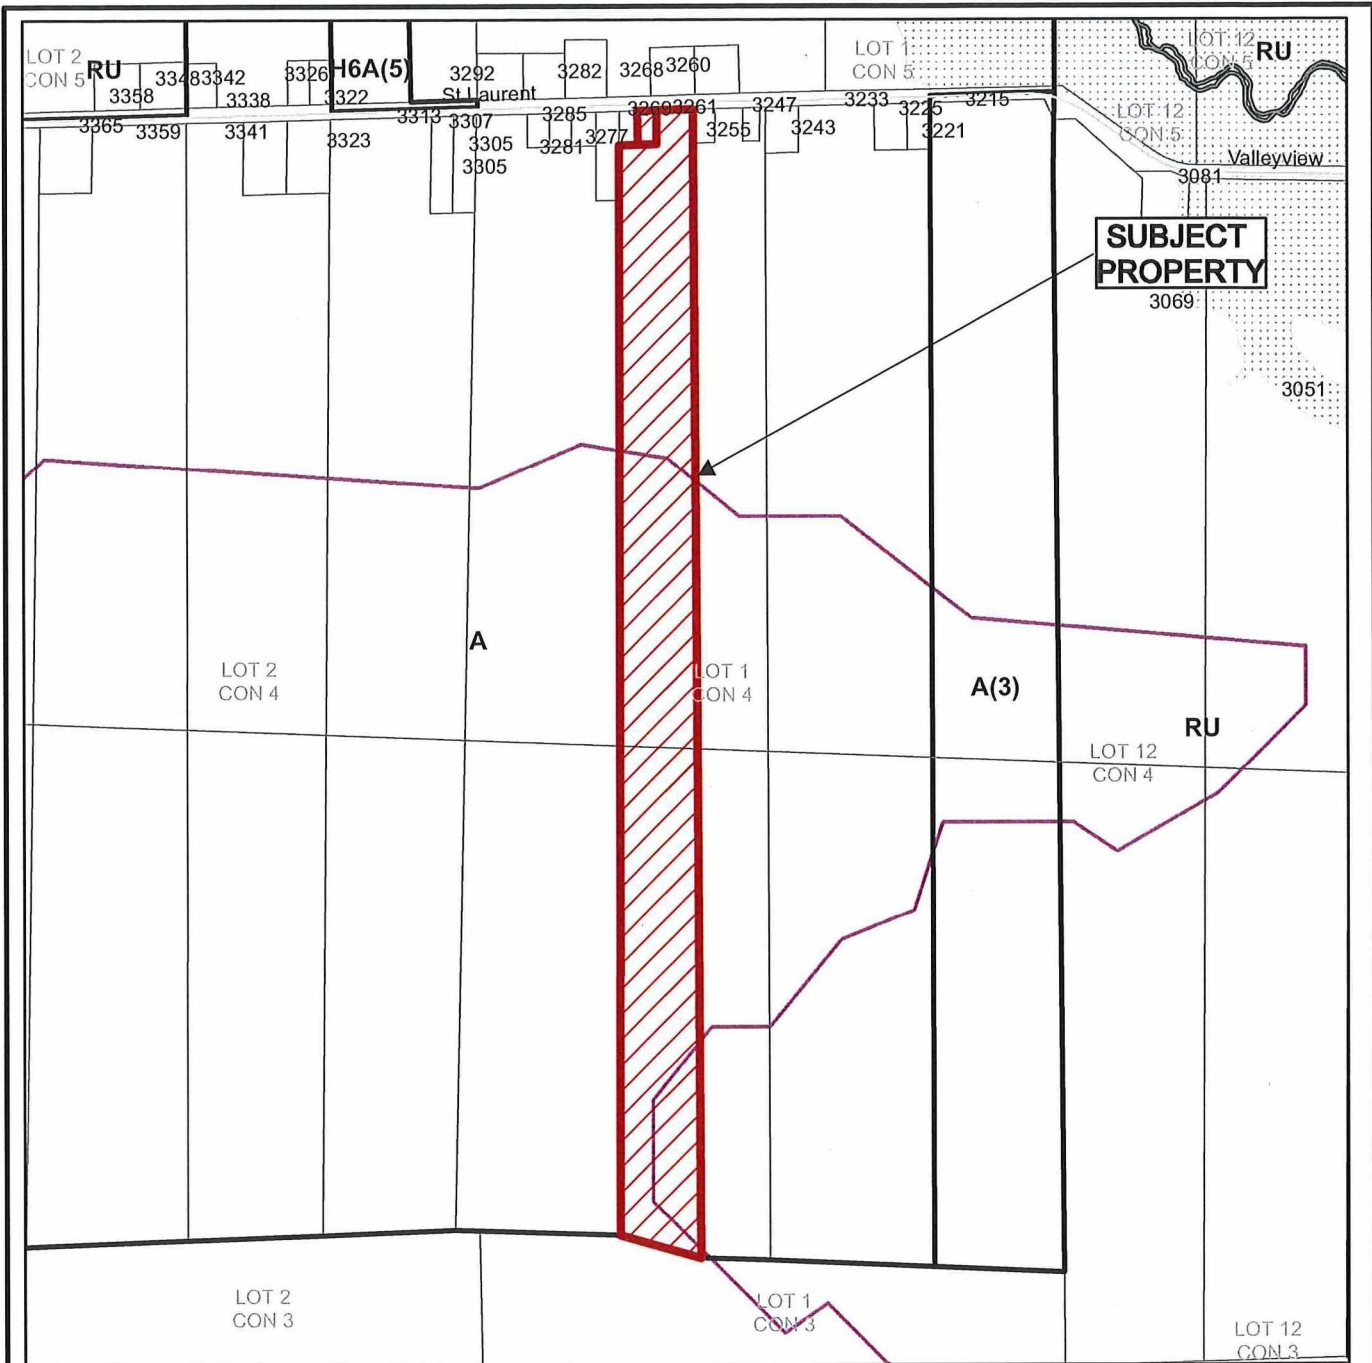 LOT 2
CON 5
RU
3358
3348
3342
3338
3326
3322
H6A(5)
3292
St Laurent
3282
3268
3260
LOT 1
CON 5
LOT 12
CON 5
RU
3365
3359
3341
3323
3313
3307
3305
3305
3285
3281
3277
3269
3261
3255
3247
3243
3233
3225
3221
3215
LOT 12
CON 5
Valleyview
3081
SUBJECT
PROPERTY
3069
3051
A
LOT 2
CON 4
LOT 1
CON 4
A(3)
RU
LOT 12
CON 4
LOT 2
CON 3
LOT 1
CON 3
LOT 12
CON 3